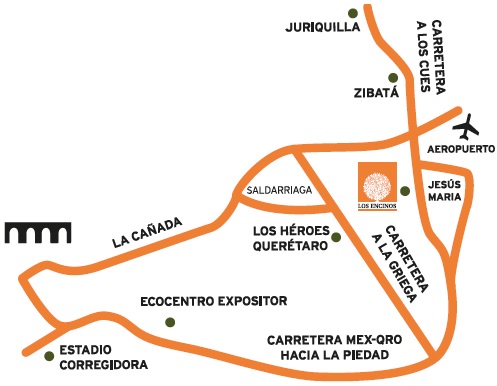 JURIQUILLA
CARRETERA
A LOS CUES
ZIBATÁ
AEROPUERTO
SALDARRIAGA
LOS ENCINOS
JESÚS
MARIA
LA CAÑADA
LOS HÉROES
QUERÉTARO
CARRETERA
A LA GRIEGA
ECOCENTRO EXPOSITOR
ESTADIO
CORREGIDORA
CARRETERA MEX-QRO
HACIA LA PIEDAD